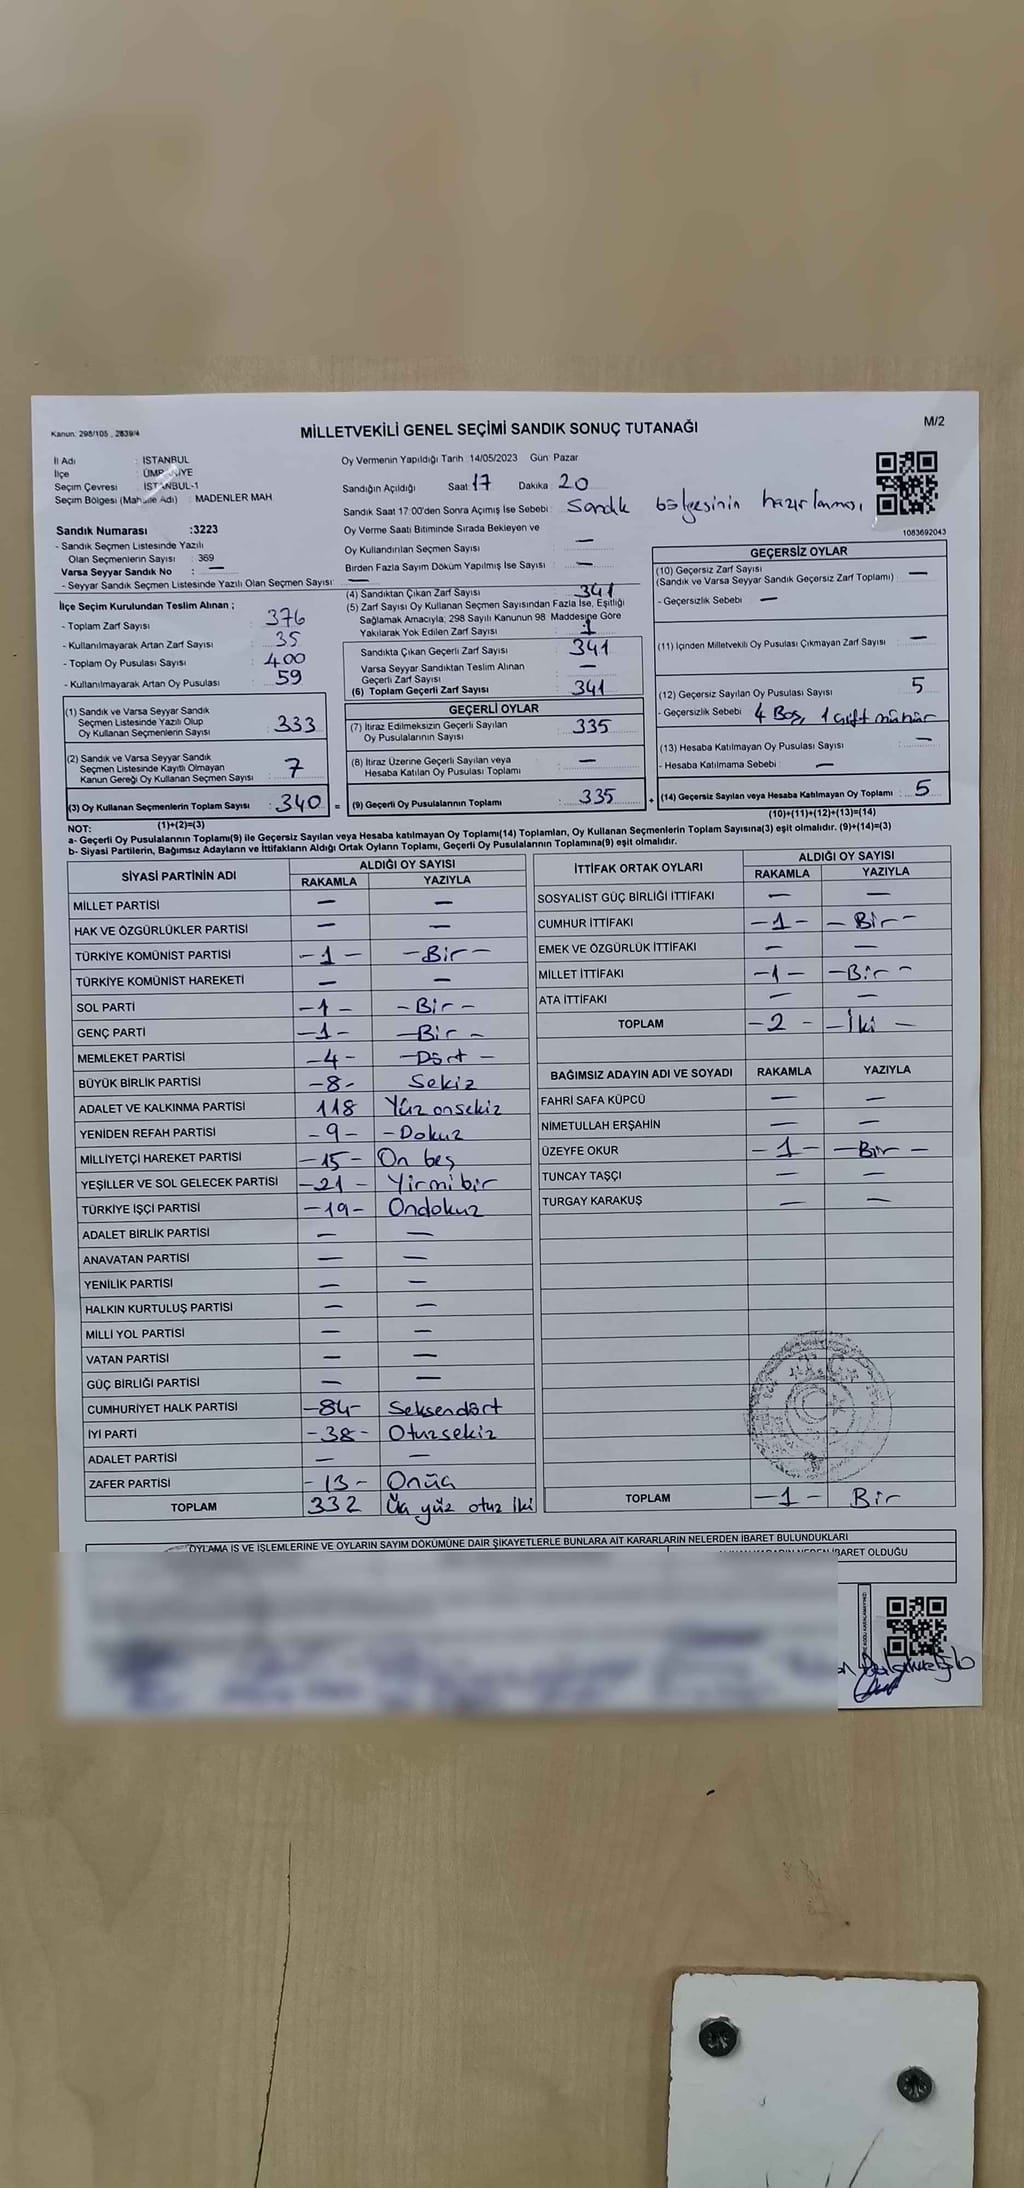 Kanun: 298/105 , 2839/4
MİLLETVEKİLİ GENEL SEÇİMİ SANDIK SONUÇ TUTANAĞI
M/2
İl Adı : İSTANBUL
İlçe
Seçim Çevresi : İSTANBUL-1
Seçim Bölgesi (Mahalle Adı) : MADENLER MAH
Sandık Numarası :3223
- Sandık Seçmen Listesinde Yazılı
Olan Seçmenlerin Sayısı : 369
Varsa Seyyar Sandık No : —
- Seyyar Sandık Seçmen Listesinde Yazılı Olan Seçmen Sayısı: —
Oy Vermenin Yapıldığı Tarih 14/05/2023 Gün Pazar
Sandığın Açıldığı Saat 17 Dakika 20
Sandık Saat 17 00'den Sonra Açımış İse Sebebi : Sandık bölgesinin hazırlanması
Oy Verme Saati Bitiminde Sırada Bekleyen ve
Oy Kullandırılan Seçmen Sayısı —
Birden Fazla Sayım Döküm Yapılmış İse Sayısı : —
1083692043
İlçe Seçim Kurulundan Teslim Alınan ;
- Toplam Zarf Sayısı : 376
- Kullanılmayarak Artan Zarf Sayısı : 35
- Toplam Oy Pusulası Sayısı : 400
- Kullanılmayarak Artan Oy Pusulası : 59
(4) Sandıktan Çıkan Zarf Sayısı : 341
(5) Zarf Sayısı Oy Kullanan Seçmen Sayısından Fazla İse, Eşitliği
Sağlamak Amacıyla; 298 Sayılı Kanunun 98 Maddesine Göre
Yakılarak Yok Edilen Zarf Sayısı : 1
Sandıkta Çıkan Geçerli Zarf Sayısı : 341
Varsa Seyyar Sandıktan Teslim Alınan
Geçerli Zarf Sayısı : —
(6) Toplam Geçerli Zarf Sayısı : 341
GEÇERSİZ OYLAR
(10) Geçersiz Zarf Sayısı
(Sandık ve Varsa Seyyar Sandık Geçersiz Zarf Toplamı) : —
- Geçersizlik Sebebi : —
(11) İçinden Milletvekili Oy Pusulası Çıkmayan Zarf Sayısı : —
(12) Geçersiz Sayılan Oy Pusulası Sayısı : 5
- Geçersizlik Sebebi : 4 Boş, 1 çift mühür
(13) Hesaba Katılmayan Oy Pusulası Sayısı : —
- Hesaba Katılmama Sebebi : —
(14) Geçersiz Sayılan veya Hesaba Katılmayan Oy Toplamı : 5
(10)+(11)+(12)+(13)=(14)
(1) Sandık ve Varsa Seyyar Sandık
Seçmen Listesinde Yazılı Olup
Oy Kullanan Seçmenlerin Sayısı : 333
(2) Sandık ve Varsa Seyyar Sandık
Seçmen Listesinde Kayıtlı Olmayan
Kanun Gereği Oy Kullanan Seçmen Sayısı : 7
(3) Oy Kullanan Seçmenlerin Toplam Sayısı : 340 =
(1)+(2)=(3)
GEÇERLİ OYLAR
(7) İtiraz Edilmeksizin Geçerli Sayılan
Oy Pusulalarının Sayısı : 335
(8) İtiraz Üzerine Geçerli Sayılan veya
Hesaba Katılan Oy Pusulası Toplamı : —
(9) Geçerli Oy Pusulalarının Toplamı : 335 +
NOT:
a- Geçerli Oy Pusulalarının Toplamı(9) ile Geçersiz Sayılan veya Hesaba katılmayan Oy Toplamı(14) Toplamları, Oy Kullanan Seçmenlerin Toplam Sayısına(3) eşit olmalıdır. (9)+(14)=(3)
b- Siyasi Partilerin, Bağımsız Adayların ve İttifakların Aldığı Ortak Oyların Toplamı, Geçerli Oy Pusulalarının Toplamına(9) eşit olmalıdır.
SİYASİ PARTİNİN ADI ALDIĞI OY SAYISI
RAKAMLA YAZIYLA
MİLLET PARTİSİ — —
HAK VE ÖZGÜRLÜKLER PARTİSİ — —
TÜRKİYE KOMÜNİST PARTİSİ -1- -Bir-
TÜRKİYE KOMÜNİST HAREKETİ — —
SOL PARTİ -1- -Bir-
GENÇ PARTİ -1- -Bir-
MEMLEKET PARTİSİ -4- -Dört-
BÜYÜK BİRLİK PARTİSİ -8- Sekiz
ADALET VE KALKINMA PARTİSİ 118 Yüz onsekiz
YENİDEN REFAH PARTİSİ -9- -Dokuz
MİLLİYETÇİ HAREKET PARTİSİ -15- On beş
YEŞİLLER VE SOL GELECEK PARTİSİ -21- Yirmibir
TÜRKİYE İŞÇİ PARTİSİ -19- Ondokuz
ADALET BİRLİK PARTİSİ — —
ANAVATAN PARTİSİ — —
YENİLİK PARTİSİ — —
HALKIN KURTULUŞ PARTİSİ — —
MİLLİ YOL PARTİSİ — —
VATAN PARTİSİ — —
GÜÇ BİRLİĞİ PARTİSİ — —
CUMHURİYET HALK PARTİSİ -84- Seksendört
İYİ PARTİ -38- Otuzsekiz
ADALET PARTİSİ — —
ZAFER PARTİSİ -13- Onüç
TOPLAM 332 Üç yüz otuz iki
İTTİFAK ORTAK OYLARI ALDIĞI OY SAYISI
RAKAMLA YAZIYLA
SOSYALIST GÜÇ BİRLİĞİ İTTİFAKI — —
CUMHUR İTTİFAKI -1- -Bir-
EMEK VE ÖZGÜRLÜK İTTİFAKI — —
MİLLET İTTİFAKI -1- -Bir-
ATA İTTİFAKI — —
TOPLAM -2- -İki-
BAĞIMSIZ ADAYIN ADI VE SOYADI RAKAMLA YAZIYLA
FAHRİ SAFA KÜPCÜ — —
NİMETULLAH ERŞAHİN — —
ÜZEYFE OKUR -1- -Bir-
TUNCAY TAŞÇI — —
TURGAY KARAKUŞ — —
TOPLAM -1- Bir
OYLAMA İŞ VE İŞLEMLERİNE VE OYLARIN SAYIM DÖKÜMÜNE DAİR ŞİKAYETLERLE BUNLARA AİT KARARLARIN NELERDEN İBARET BULUNDUKLARI
İBARET OLDUĞU